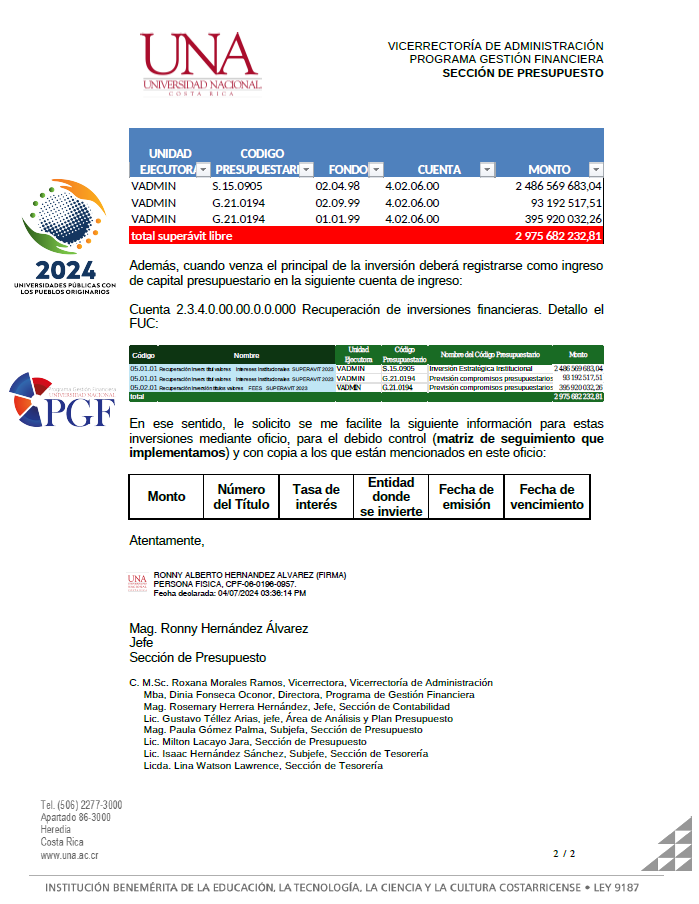 UNA
UNIVERSIDAD NACIONAL
COSTA RICA
VICERRECTORÍA DE ADMINISTRACIÓN
PROGRAMA GESTIÓN FINANCIERA
SECCIÓN DE PRESUPUESTO
UNIDAD EJECUTORA CODIGO PRESUPUESTARI FONDO CUENTA MONTO
VADMIN S.15.0905 02.04.98 4.02.06.00 2 486 569 683,04
VADMIN G.21.0194 02.09.99 4.02.06.00 93 192 517,51
VADMIN G.21.0194 01.01.99 4.02.06.00 395 920 032,26
total superávit libre 2 975 682 232,81
2024
UNIVERSIDADES PÚBLICAS CON
LOS PUEBLOS ORIGINARIOS
Además, cuando venza el principal de la inversión deberá registrarse como ingreso
de capital presupuestario en la siguiente cuenta de ingreso:
Cuenta 2.3.4.0.00.00.0.0.000 Recuperación de inversiones financieras. Detallo el
FUC:
Código Nombre Unidad Ejecutora Código Presupuestario Nombre del Código Presupuestario Monto
05.01.01 Recuperación Invers titul valores Intereses Institucionales SUPERAVIT 2023 VADMIN S.15.0905 Inversión Estratégica Institucional 2 486 569 683,04
05.01.01 Recuperación Invers titul valores Intereses Institucionales SUPERAVIT 2023 VADMIN G.21.0194 Previsión compromisos presupuestarios 93 192 517,51
05.02.01 Recuperación Inversión títulos valores FEES SUPERAVIT 2023 VADMIN G.21.0194 Previsión compromisos presupuestarios 395 920 032,26
total 2 975 682 232,81
Programa Gestión Financiera
UNIVERSIDAD NACIONAL
PGF
En ese sentido, le solicito se me facilite la siguiente información para estas
inversiones mediante oficio, para el debido control (matriz de seguimiento que
implementamos) y con copia a los que están mencionados en este oficio:
Monto Número del Título Tasa de interés Entidad donde se invierte Fecha de emisión Fecha de vencimiento
Atentamente,
UNA
RONNY ALBERTO HERNANDEZ ALVAREZ (FIRMA)
PERSONA FISICA, CPF-06-0196-0957.
Fecha declarada: 04/07/2024 03:36:14 PM
Mag. Ronny Hernández Álvarez
Jefe
Sección de Presupuesto
C. M.Sc. Roxana Morales Ramos, Vicerrectora, Vicerrectoría de Administración
Mba, Dinia Fonseca Oconor, Directora, Programa de Gestión Financiera
Mag. Rosemary Herrera Hernández, Jefe, Sección de Contabilidad
Lic. Gustavo Téllez Arias, jefe, Área de Análisis y Plan Presupuesto
Mag. Paula Gómez Palma, Subjefa, Sección de Presupuesto
Lic. Milton Lacayo Jara, Sección de Presupuesto
Lic. Isaac Hernández Sánchez, Subjefe, Sección de Tesorería
Licda. Lina Watson Lawrence, Sección de Tesorería
Tel. (506) 2277-3000
Apartado 86-3000
Heredia
Costa Rica
www.una.ac.cr
2 / 2
INSTITUCIÓN BENEMÉRITA DE LA EDUCACIÓN, LA TECNOLOGÍA, LA CIENCIA Y LA CULTURA COSTARRICENSE • LEY 9187